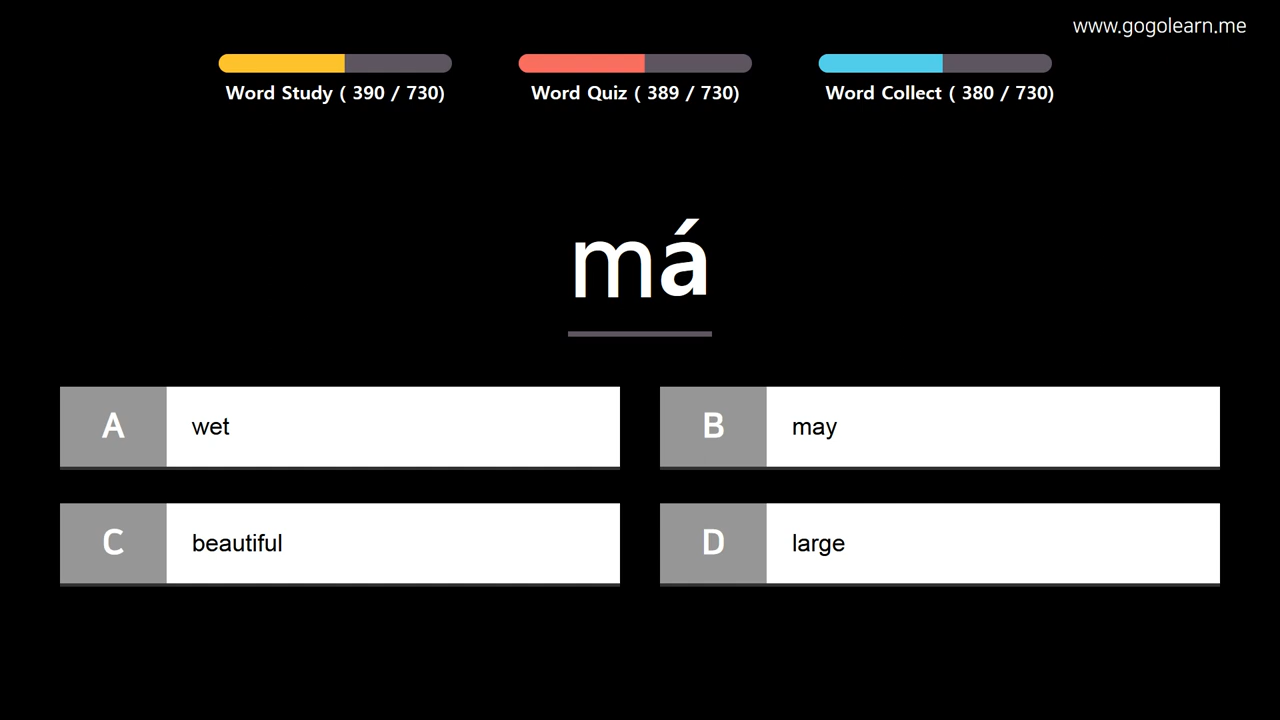 www.gogolearn.me
Word Study ( 390 / 730)
Word Quiz ( 389 / 730)
Word Collect ( 380 / 730)
má
A wet
B may
C beautiful
D large